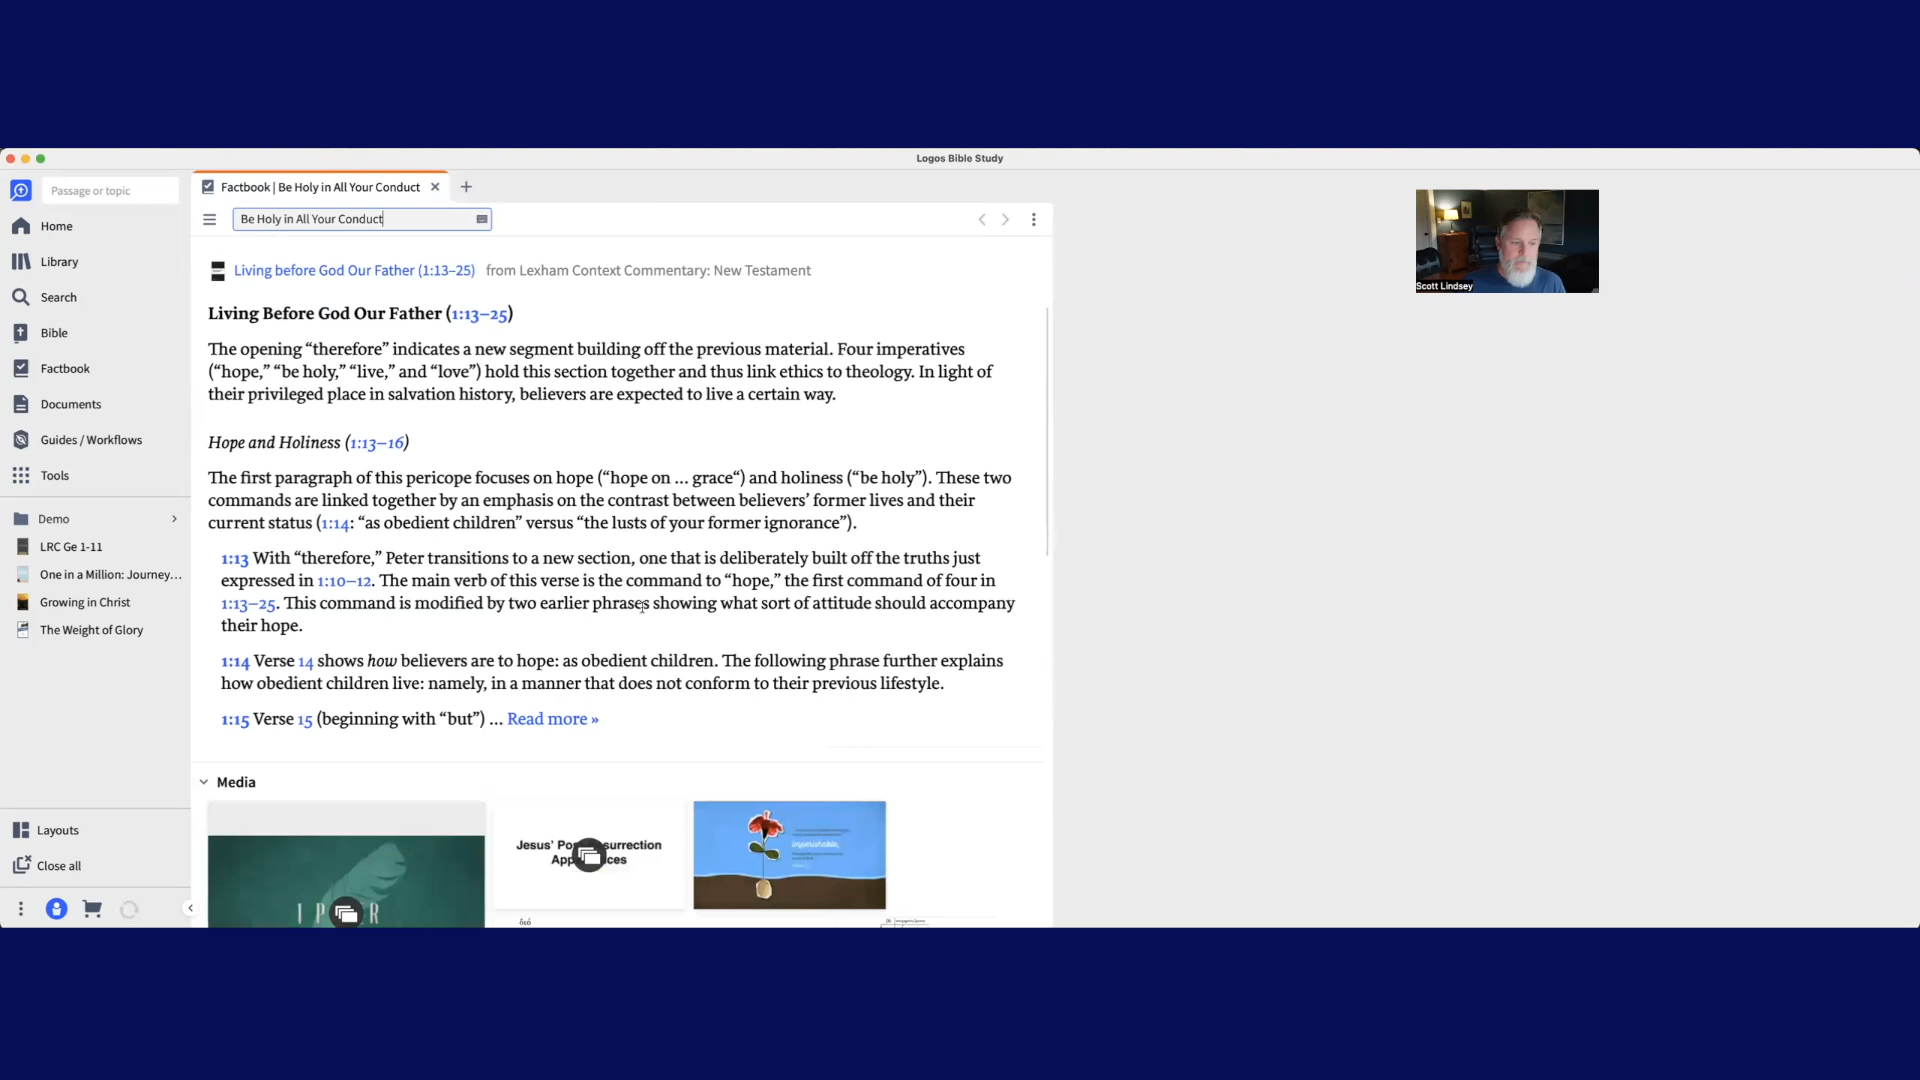 Logos Bible Study
Passage or topic
Home
Library
Search
Bible
Factbook
Documents
Guides / Workflows
Tools
Demo
LRC Ge 1-11
One in a Million: Journey...
Growing in Christ
The Weight of Glory
Layouts
Close all
Factbook | Be Holy in All Your Conduct
Be Holy in All Your Conduct
Living before God Our Father (1:13–25) from Lexham Context Commentary: New Testament
Living Before God Our Father (1:13–25)
The opening “therefore” indicates a new segment building off the previous material. Four imperatives
(“hope,” “be holy,” “live,” and “love”) hold this section together and thus link ethics to theology. In light of
their privileged place in salvation history, believers are expected to live a certain way.
Hope and Holiness (1:13–16)
The first paragraph of this pericope focuses on hope (“hope on ... grace“) and holiness (“be holy”). These two
commands are linked together by an emphasis on the contrast between believers’ former lives and their
current status (1:14: “as obedient children” versus “the lusts of your former ignorance”).
1:13 With “therefore,” Peter transitions to a new section, one that is deliberately built off the truths just
expressed in 1:10–12. The main verb of this verse is the command to “hope,” the first command of four in
1:13–25. This command is modified by two earlier phrases showing what sort of attitude should accompany
their hope.
1:14 Verse 14 shows how believers are to hope: as obedient children. The following phrase further explains
how obedient children live: namely, in a manner that does not conform to their previous lifestyle.
1:15 Verse 15 (beginning with “but”) ... Read more »
Media
Jesus’
imperishable,
διό
Scott Lindsey